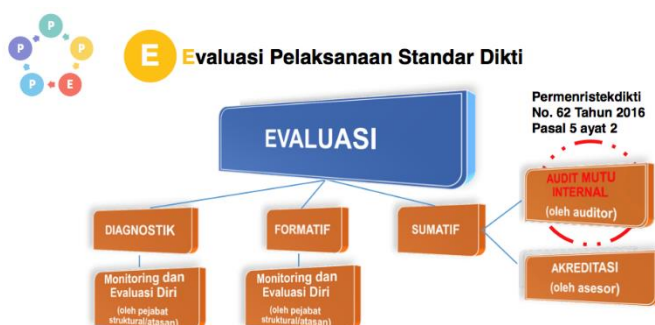 P
P
P
E
P
E
Evaluasi Pelaksanaan Standar Dikti
Permenristekdikti
No. 62 Tahun 2016
Pasal 5 ayat 2
EVALUASI
AUDIT MUTU
INTERNAL
(oleh auditor)
DIAGNOSTIK
FORMATIF
SUMATIF
AKREDITASI
(oleh asesor)
Monitoring dan
Evaluasi Diri
(oleh pejabat
struktural/atasan)
Monitoring dan
Evaluasi Diri
(oleh pejabat
struktural/atasan)